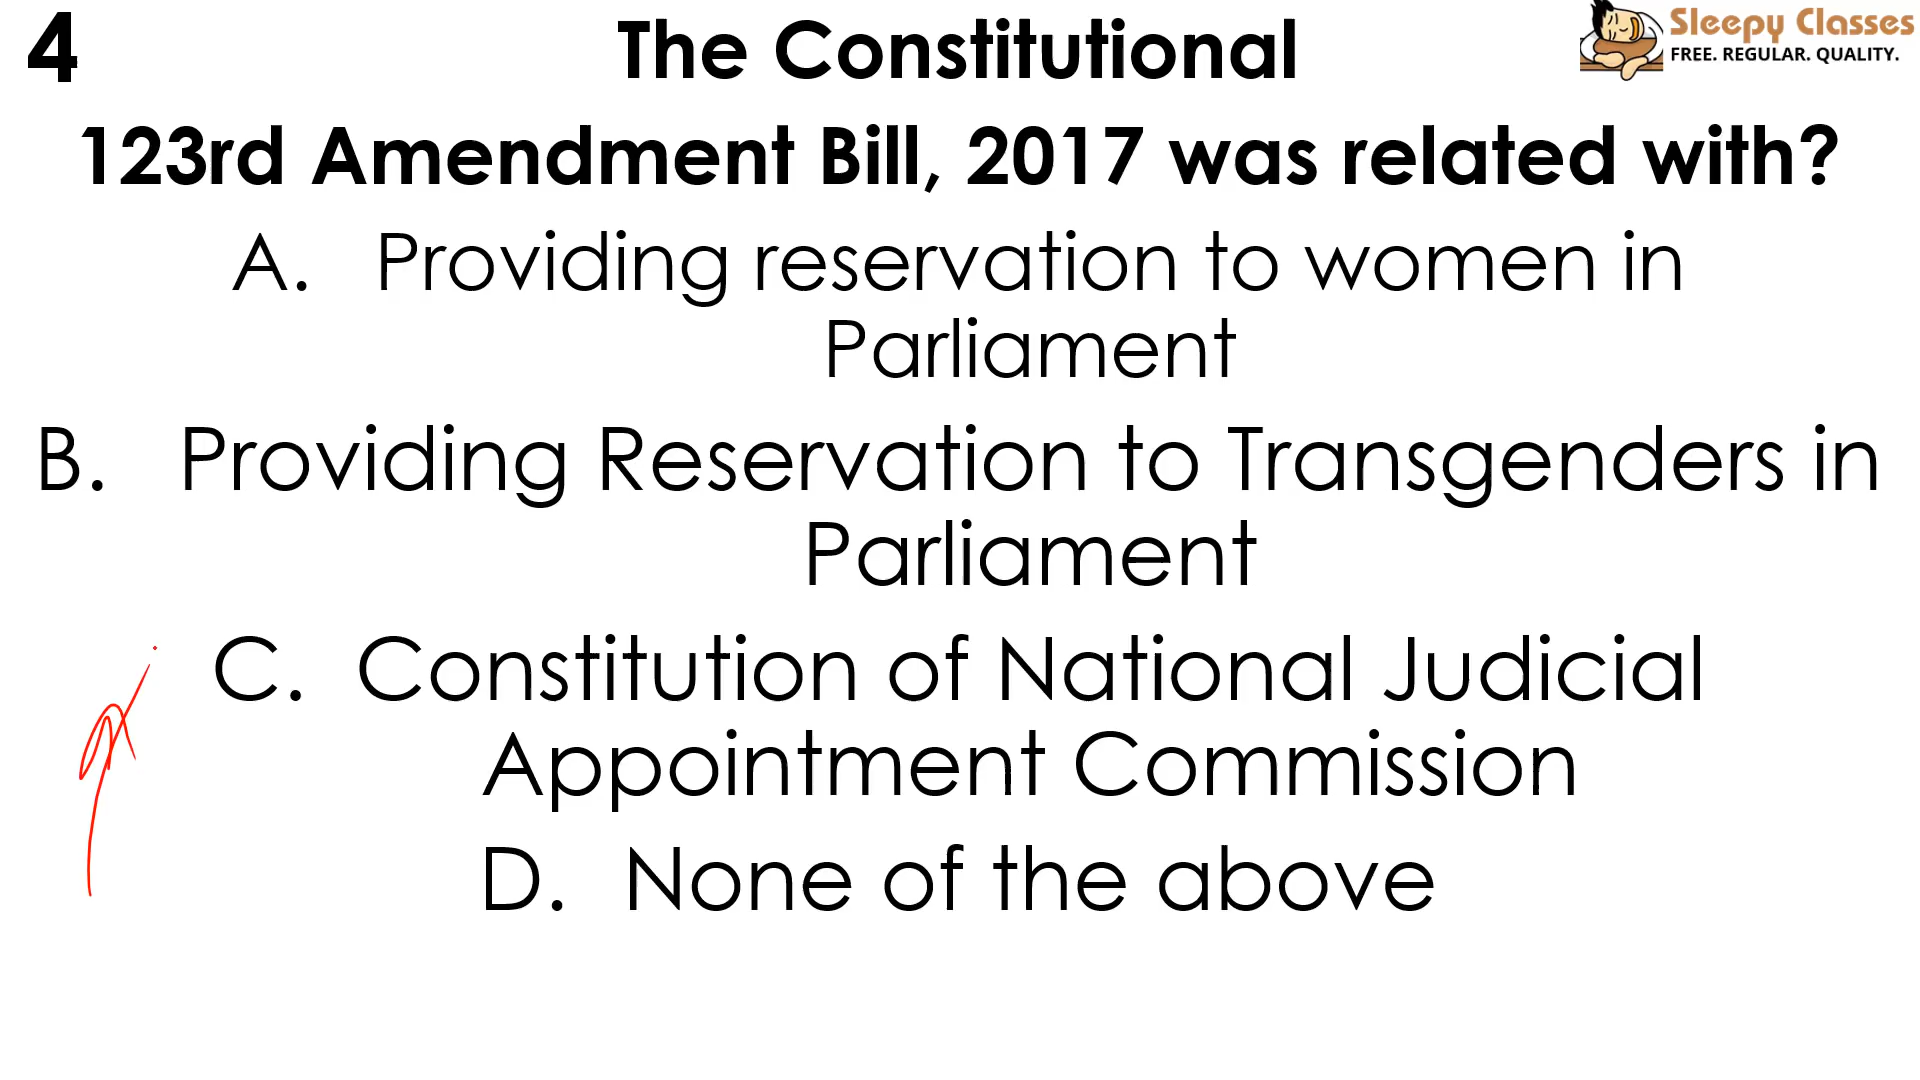 4
The Constitutional
Sleepy Classes
FREE. REGULAR. QUALITY.
123rd Amendment Bill, 2017 was related with?
A. Providing reservation to women in
Parliament
B. Providing Reservation to Transgenders in
Parliament
C. Constitution of National Judicial
Appointment Commission
D. None of the above